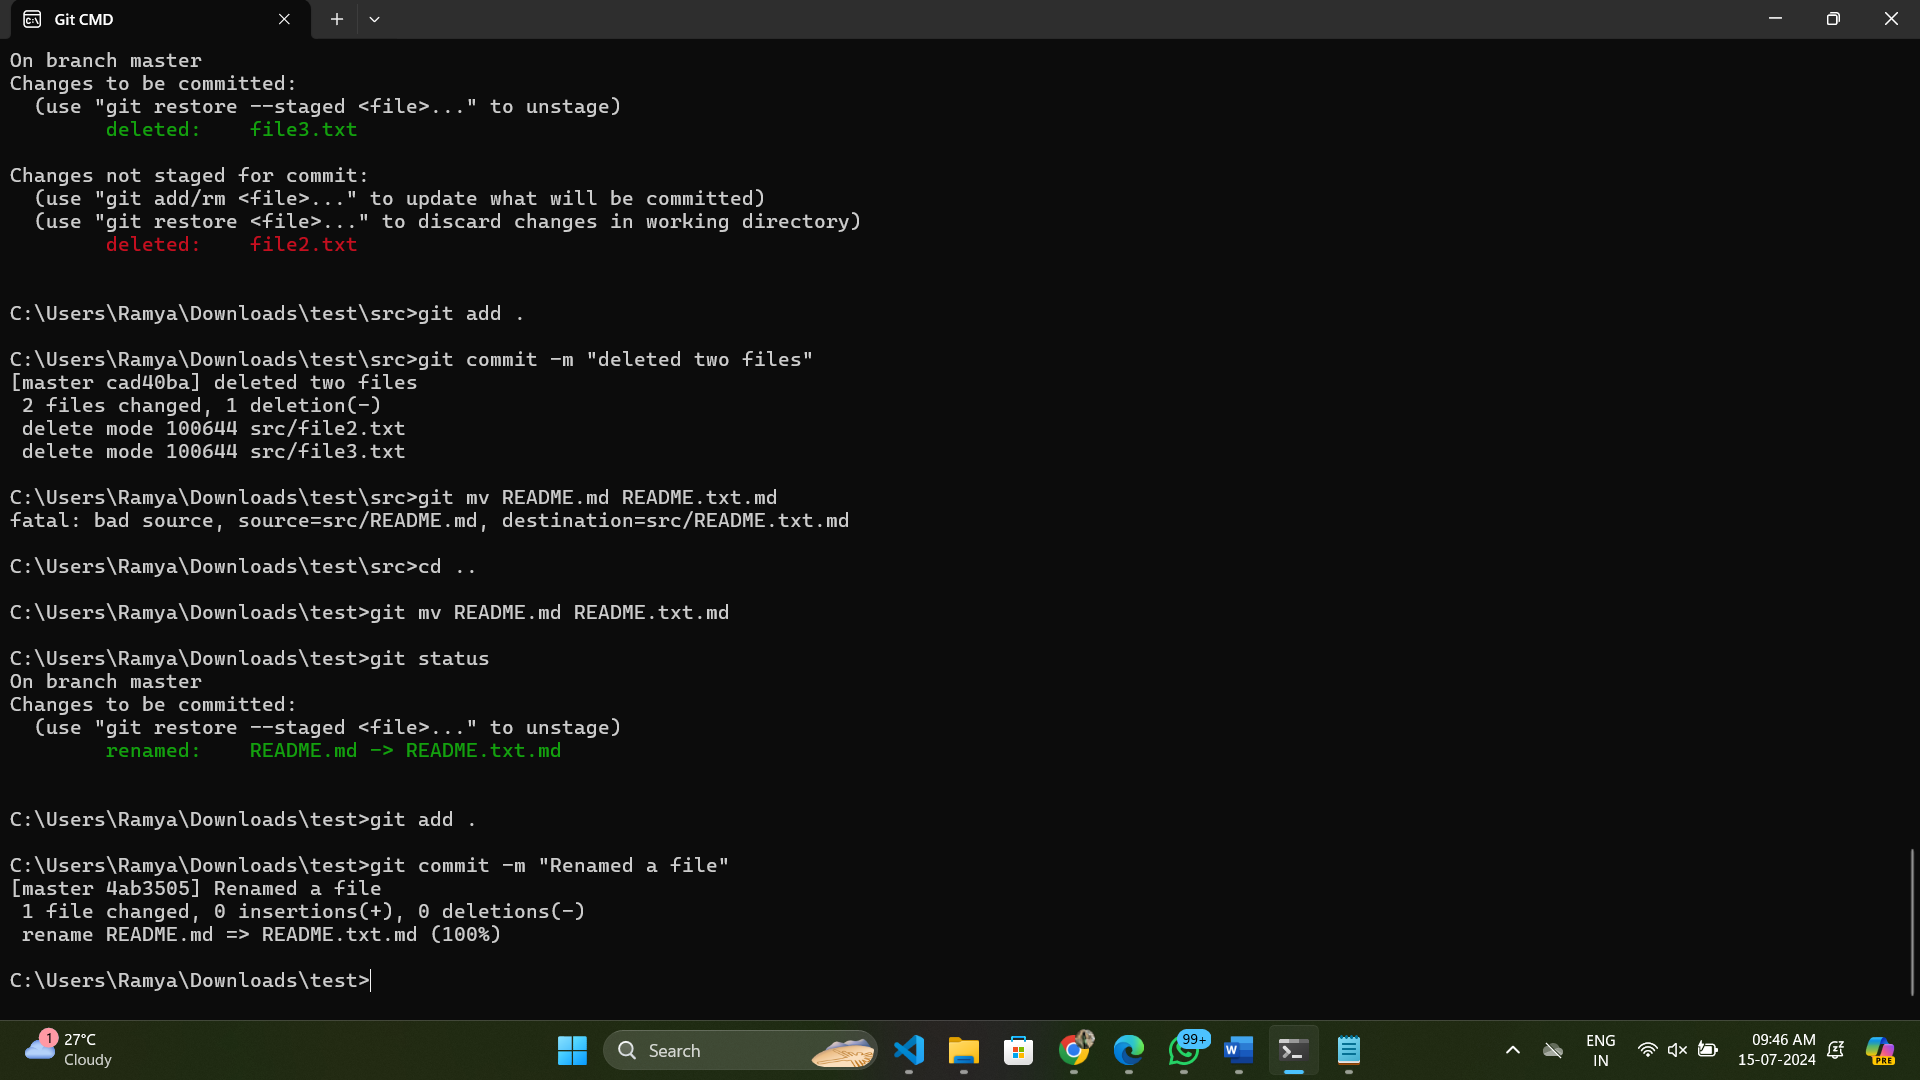 Git CMD
On branch master
Changes to be committed:
  (use "git restore --staged <file>..." to unstage)
        deleted:    file3.txt

Changes not staged for commit:
  (use "git add/rm <file>..." to update what will be committed)
  (use "git restore <file>..." to discard changes in working directory)
        deleted:    file2.txt

C:\Users\Ramya\Downloads\test\src>git add .

C:\Users\Ramya\Downloads\test\src>git commit -m "deleted two files"
[master cad40ba] deleted two files
 2 files changed, 1 deletion(-)
 delete mode 100644 src/file2.txt
 delete mode 100644 src/file3.txt

C:\Users\Ramya\Downloads\test\src>git mv README.md README.txt.md
fatal: bad source, source=src/README.md, destination=src/README.txt.md

C:\Users\Ramya\Downloads\test\src>cd ..

C:\Users\Ramya\Downloads\test>git mv README.md README.txt.md

C:\Users\Ramya\Downloads\test>git status
On branch master
Changes to be committed:
  (use "git restore --staged <file>..." to unstage)
        renamed:    README.md -> README.txt.md

C:\Users\Ramya\Downloads\test>git add .

C:\Users\Ramya\Downloads\test>git commit -m "Renamed a file"
[master 4ab3505] Renamed a file
 1 file changed, 0 insertions(+), 0 deletions(-)
 rename README.md => README.txt.md (100%)

C:\Users\Ramya\Downloads\test>
1
27°C
Cloudy
Search
99+
W
ENG
IN
09:46 AM
15-07-2024
PRE